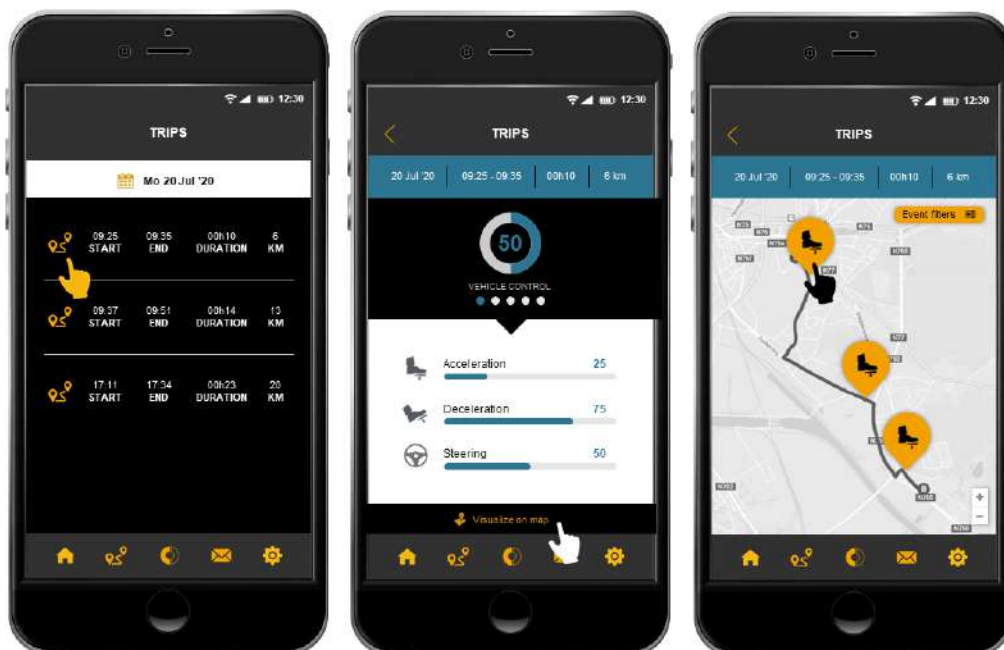 12:30
TRIPS
Mo 20 Jul '20
09:25 09:35 00h10 6
START END DURATION KM
09:37 09:51 00h14 13
START END DURATION KM
17:11 17:34 00h23 20
START END DURATION KM
12:30
TRIPS
20 Jul '20 09:25 - 09:35 00h10 6 km
50
VEHICLE CONTROL
Acceleration 25
Deceleration 75
Steering 50
Visualize on map
12:30
TRIPS
20 Jul '20 09:25 - 09:35 00h10 6 km
Event filters
N77
N77